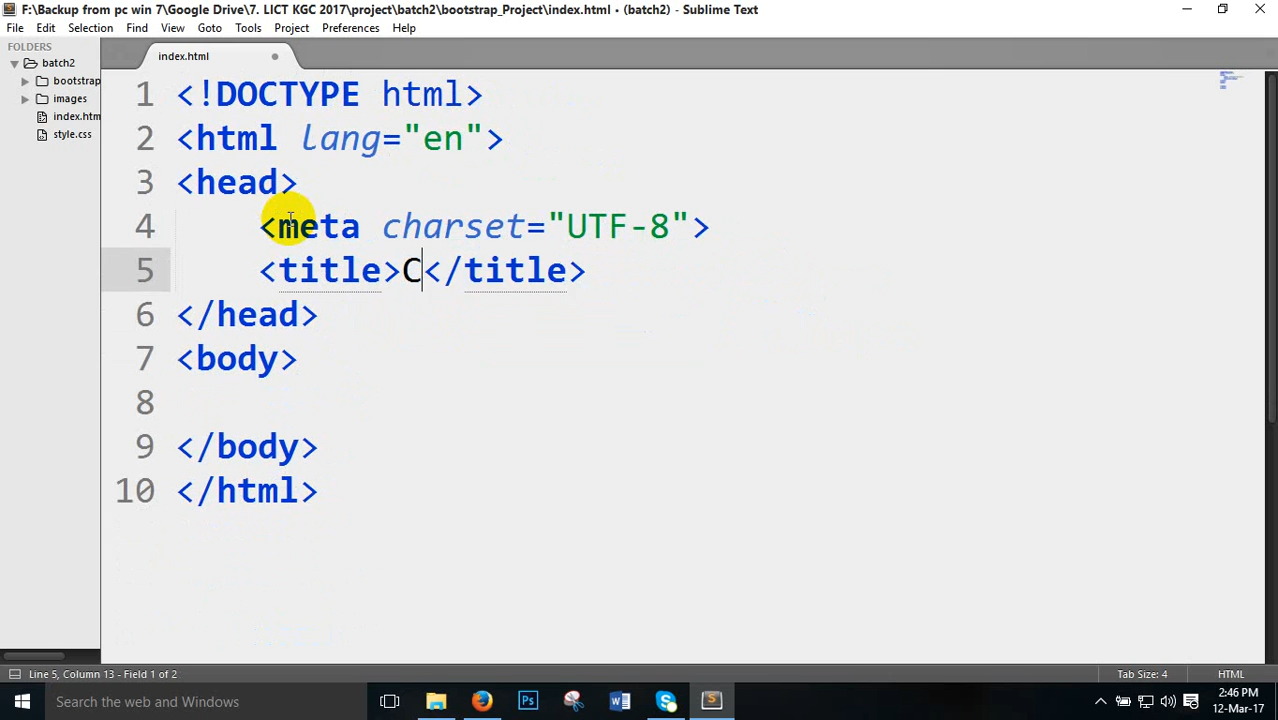 F:\Backup from pc win 7\Google Drive\7. LICT KGC 2017\project\batch2\bootstrap_Project\index.html • (batch2) - Sublime Text
File Edit Selection Find View Goto Tools Project Preferences Help
FOLDERS
batch2
bootstrap
images
index.htm
style.css
index.html
1 <!DOCTYPE html>
2 <html lang="en">
3 <head>
4 <meta charset="UTF-8">
5 <title>C</title>
6 </head>
7 <body>
8
9 </body>
10 </html>
Line 5, Column 13 - Field 1 of 2
Tab Size: 4
HTML
Search the web and Windows
2:46 PM
12-Mar-17